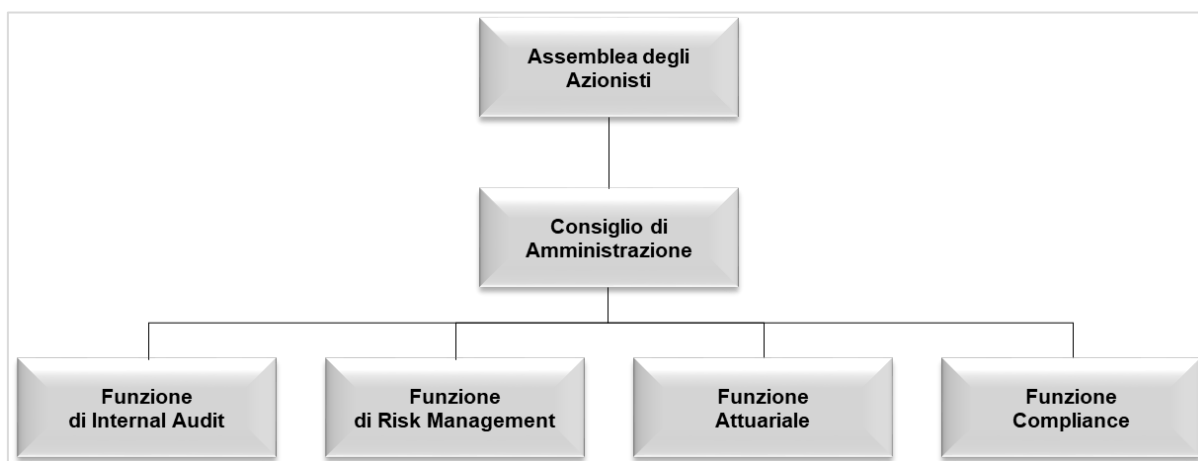 Assemblea degli
Azionisti
Consiglio di
Amministrazione
Funzione
di Internal Audit
Funzione
di Risk Management
Funzione
Attuariale
Funzione
Compliance